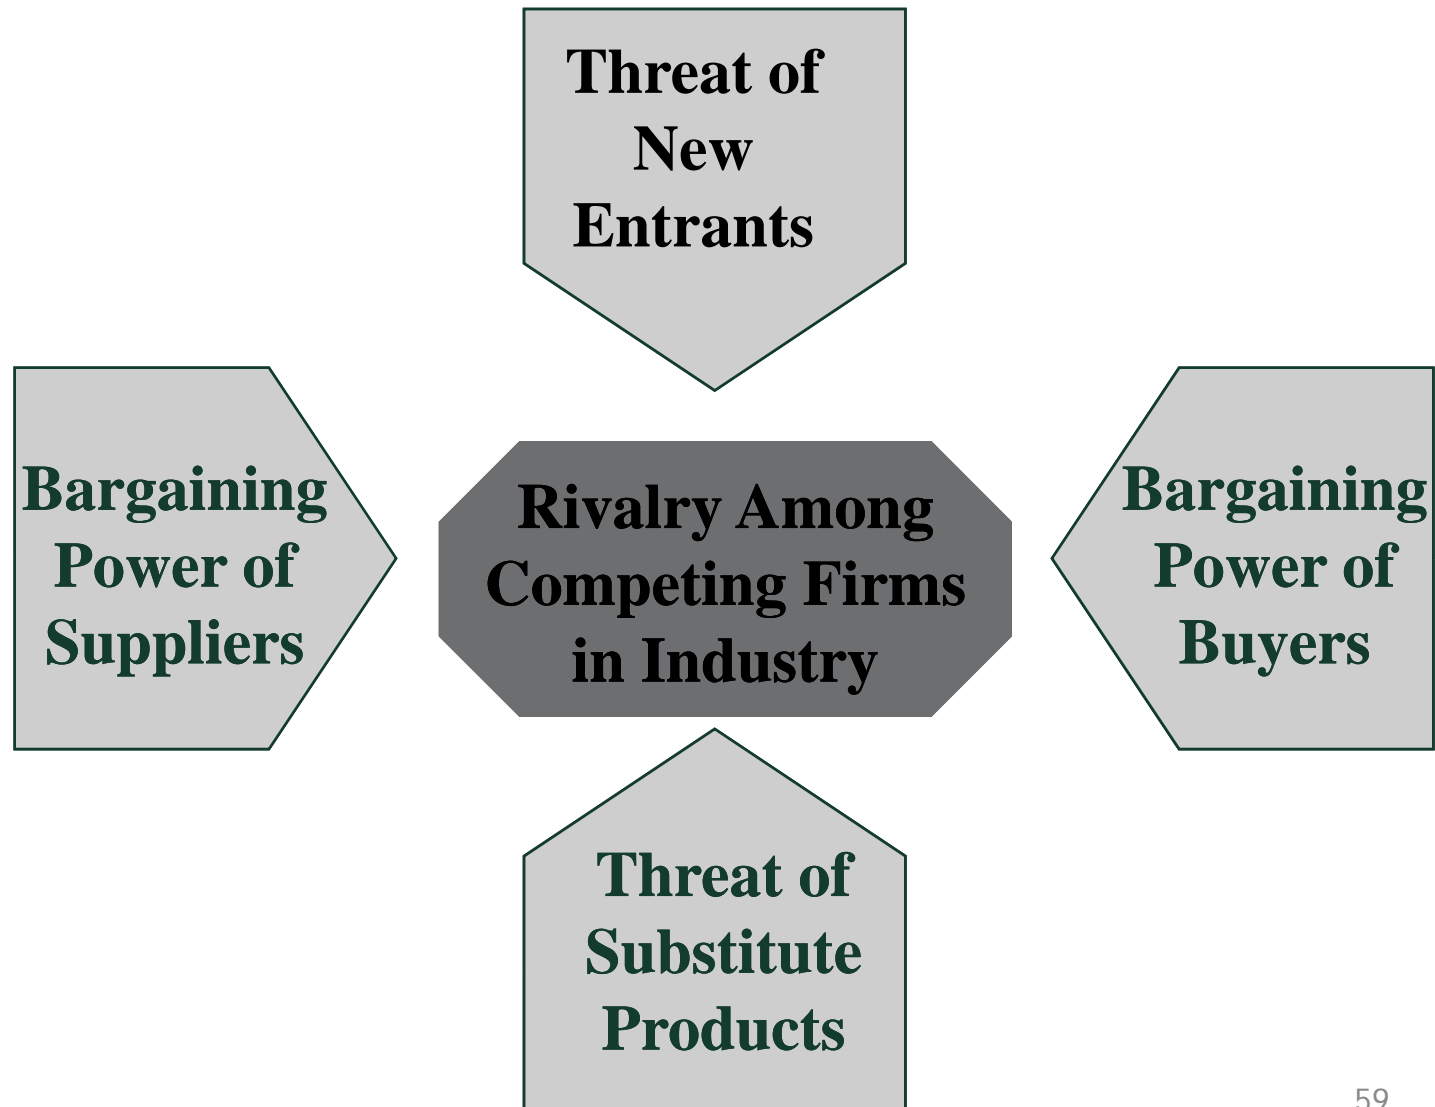 Threat of
New
Entrants
Bargaining
Power of
Suppliers
Rivalry Among
Competing Firms
in Industry
Bargaining
Power of
Buyers
Threat of
Substitute
Products
59